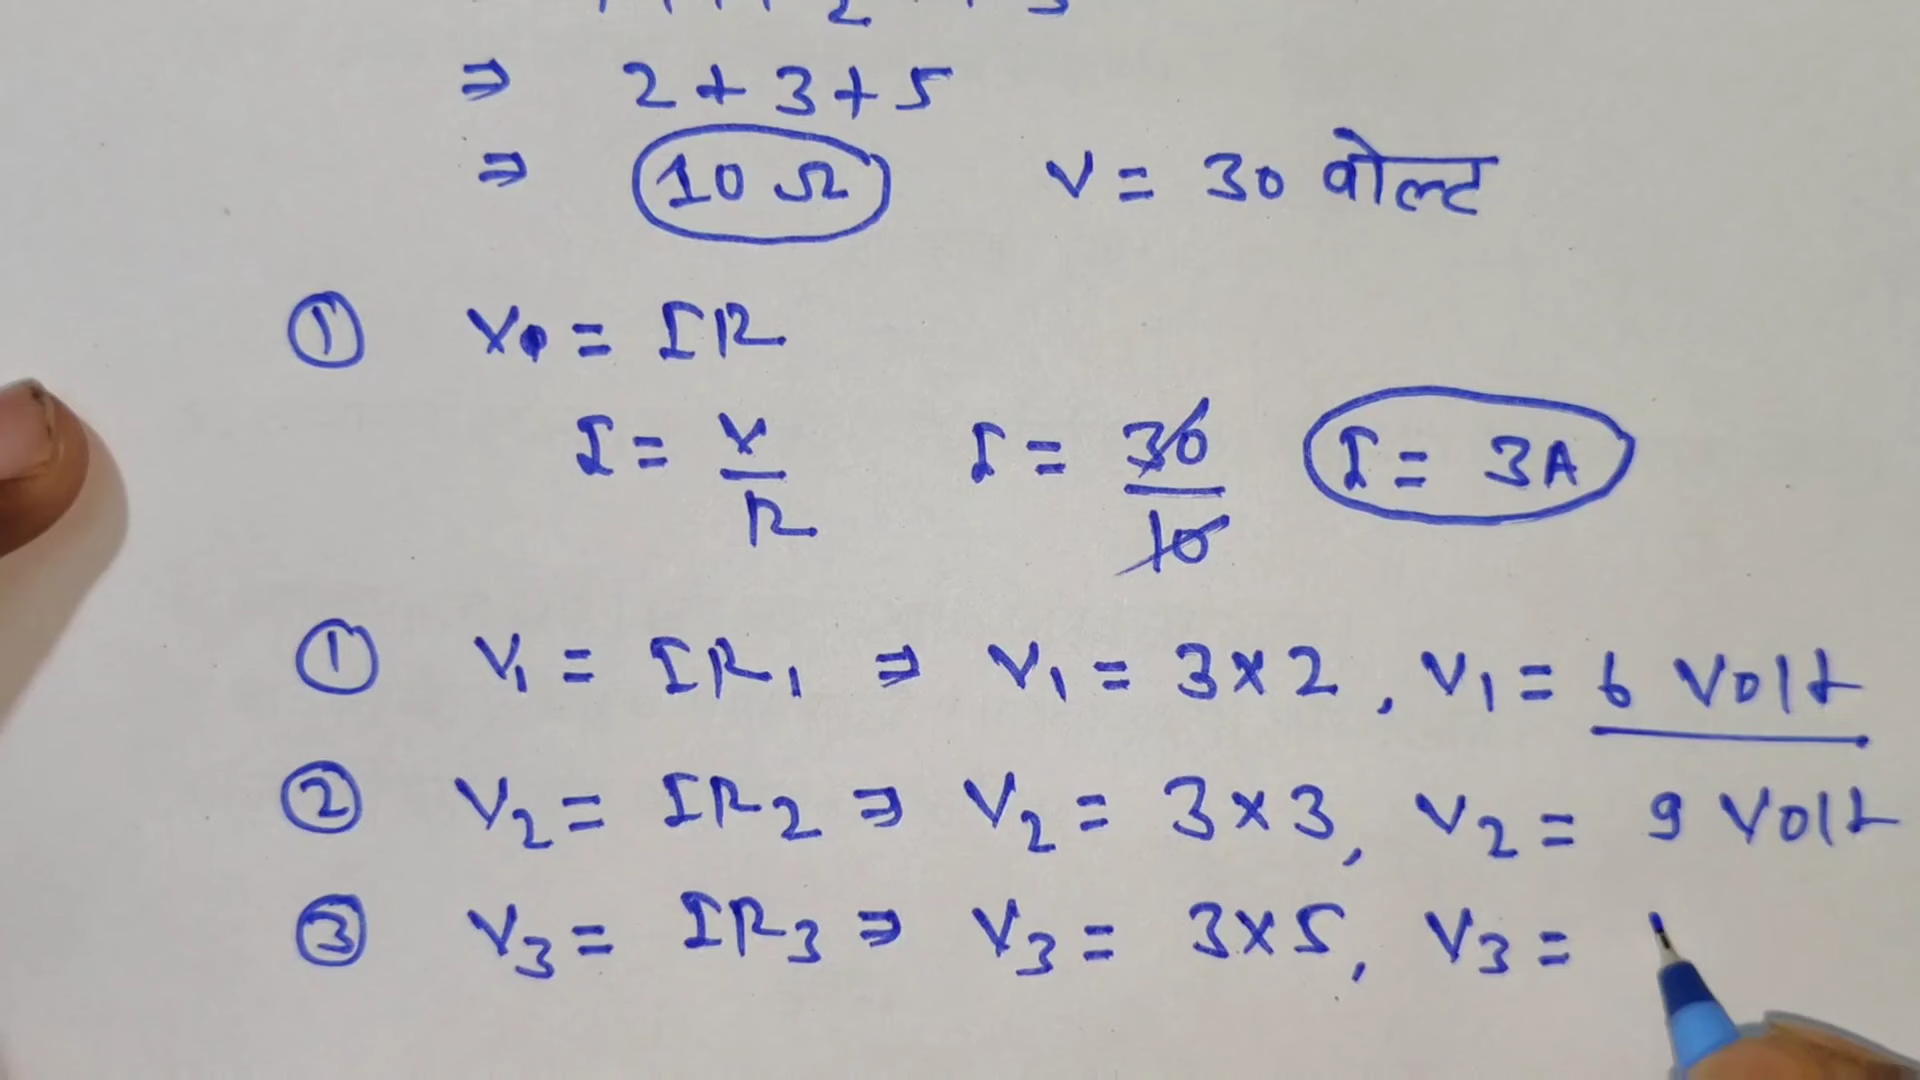 ⇒ 2 + 3 + 5
⇒ 10 Ω V = 30 वोल्ट
① V = IR
I = V/R I = 30/10 I = 3A
① V1 = IR1 ⇒ V1 = 3×2, V1 = 6 Volt
② V2 = IR2 ⇒ V2 = 3×3, V2 = 9 Volt
③ V3 = IR3 ⇒ V3 = 3×5, V3 =